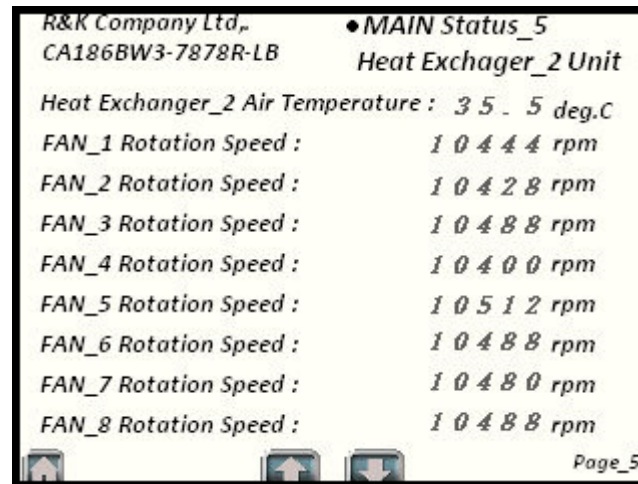 R&K Company Ltd,.
CA186BW3-7878R-LB
●MAIN Status_5
Heat Exchager_2 Unit
Heat Exchanger_2 Air Temperature : 35.5 deg.C
FAN_1 Rotation Speed : 10444 rpm
FAN_2 Rotation Speed : 10428 rpm
FAN_3 Rotation Speed : 10488 rpm
FAN_4 Rotation Speed : 10400 rpm
FAN_5 Rotation Speed : 10512 rpm
FAN_6 Rotation Speed : 10488 rpm
FAN_7 Rotation Speed : 10480 rpm
FAN_8 Rotation Speed : 10488 rpm
Page_5